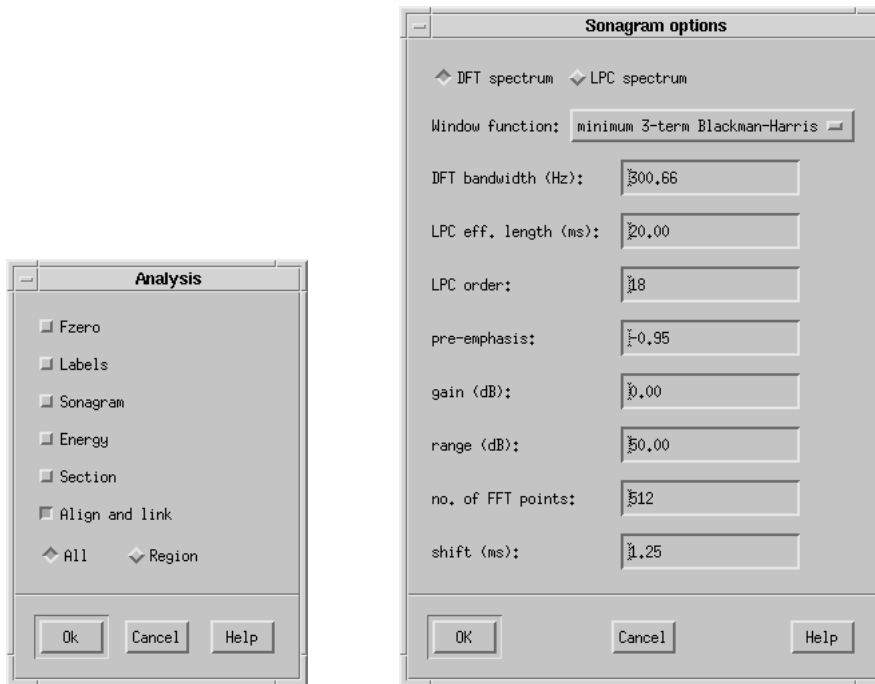 Analysis
Fzero
Labels
Sonagram
Energy
Section
Align and link
All Region
Ok Cancel Help
Sonagram options
DFT spectrum LPC spectrum
Window function: minimum 3-term Blackman-Harris
DFT bandwidth (Hz): 300.66
LPC eff. length (ms): 20.00
LPC order: 18
pre-emphasis: -0.95
gain (dB): 0.00
range (dB): 50.00
no. of FFT points: 512
shift (ms): 1.25
OK Cancel Help